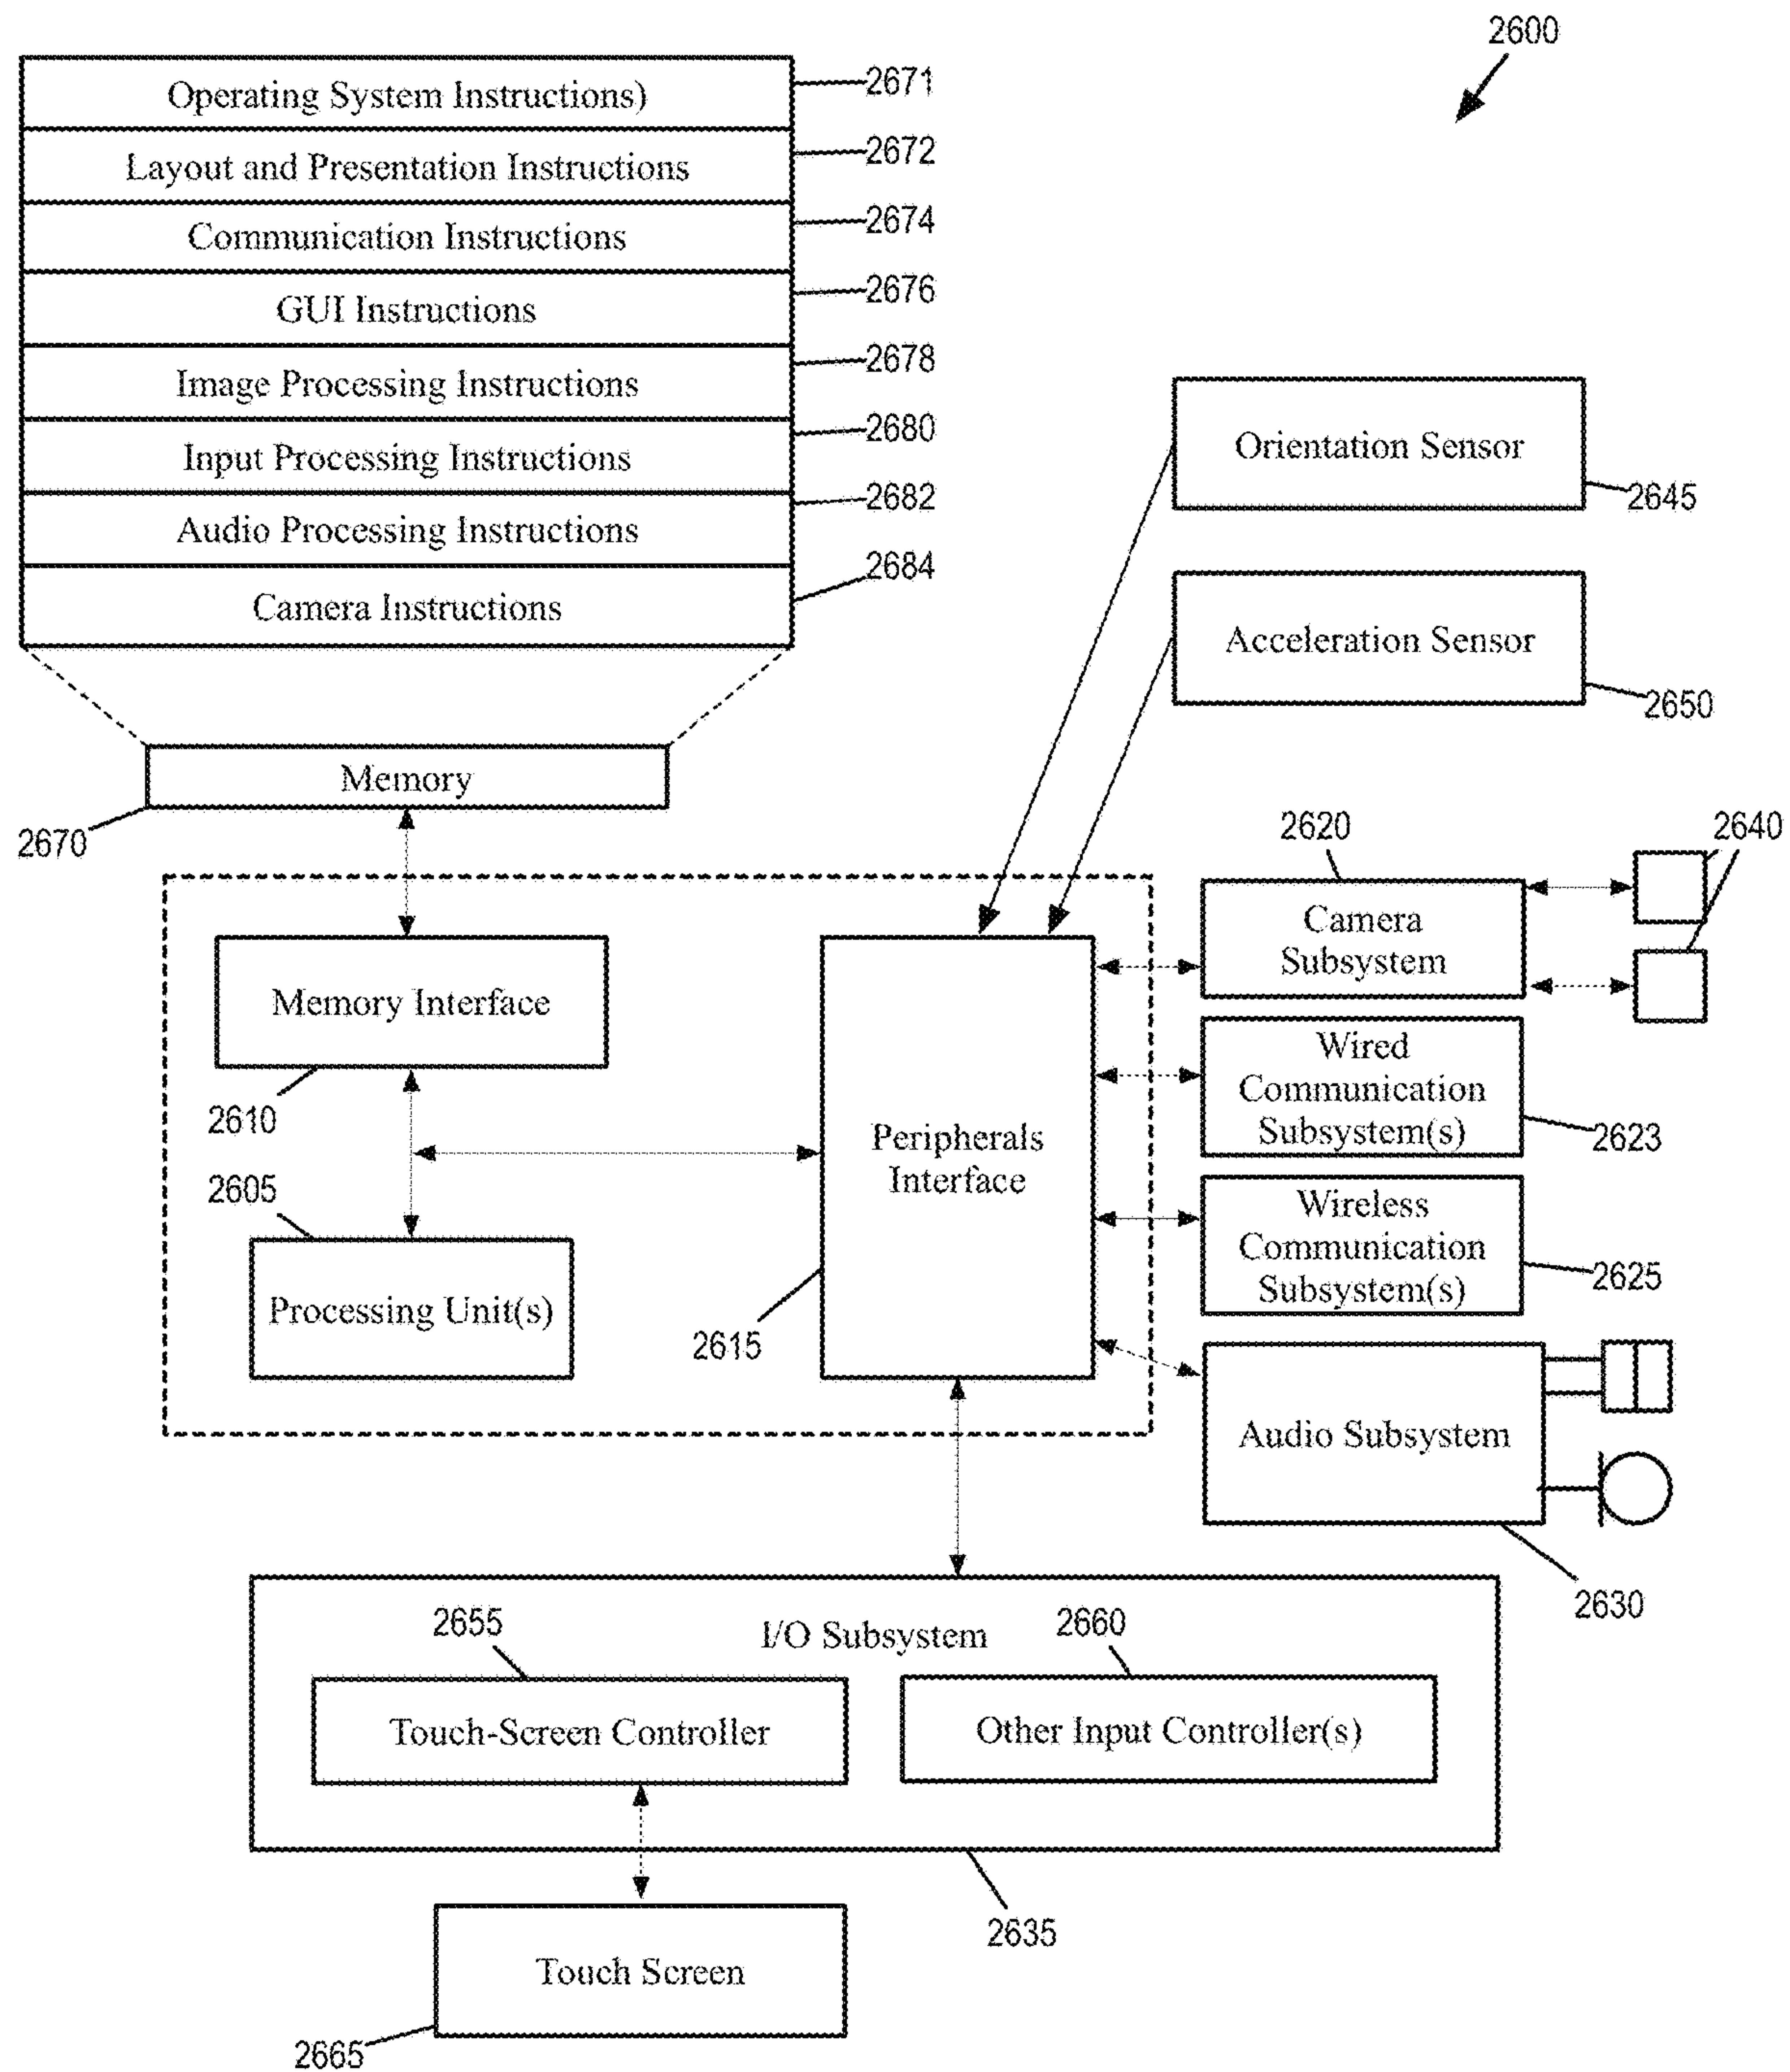 2600
Operating System Instructions)
2671
Layout and Presentation Instructions
2672
Communication Instructions
2674
GUI Instructions
2676
Image Processing Instructions
2678
Input Processing Instructions
2680
Audio Processing Instructions
2682
Camera Instructions
2684
Orientation Sensor
2645
Acceleration Sensor
2650
Memory
2670
2620
2640
Camera
Subsystem
Memory Interface
2610
Wired
Communication
Subsystem(s)
2623
Peripherals
Interface
2615
2605
Processing Unit(s)
Wireless
Communication
Subsystem(s)
2625
Audio Subsystem
2630
I/O Subsystem
2655
2660
Touch-Screen Controller
Other Input Controller(s)
2635
Touch Screen
2665